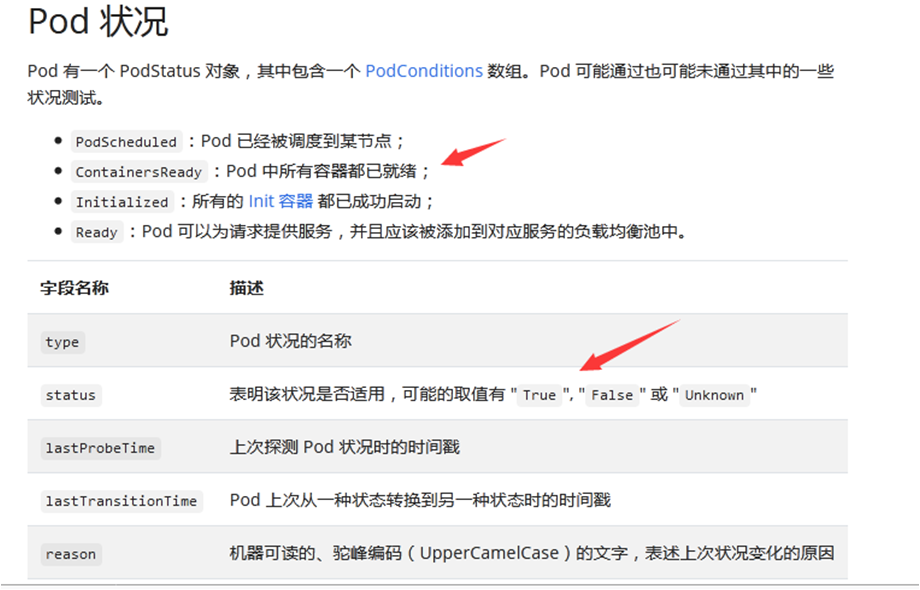 Pod 状况
Pod 有一个 PodStatus 对象，其中包含一个 PodConditions 数组。Pod 可能通过也可能未通过其中的一些
状况测试。
• PodScheduled ：Pod 已经被调度到某节点；
• ContainersReady ：Pod 中所有容器都已就绪；
• Initialized ：所有的 Init 容器 都已成功启动；
• Ready ：Pod 可以为请求提供服务，并且应该被添加到对应服务的负载均衡池中。
字段名称 描述
type Pod 状况的名称
status 表明该状况是否适用，可能的取值有 " True ", " False " 或 " Unknown "
lastProbeTime 上次探测 Pod 状况时的时间戳
lastTransitionTime Pod 上次从一种状态转换到另一种状态时的时间戳
reason 机器可读的、驼峰编码（UpperCamelCase）的文字，表述上次状况变化的原因